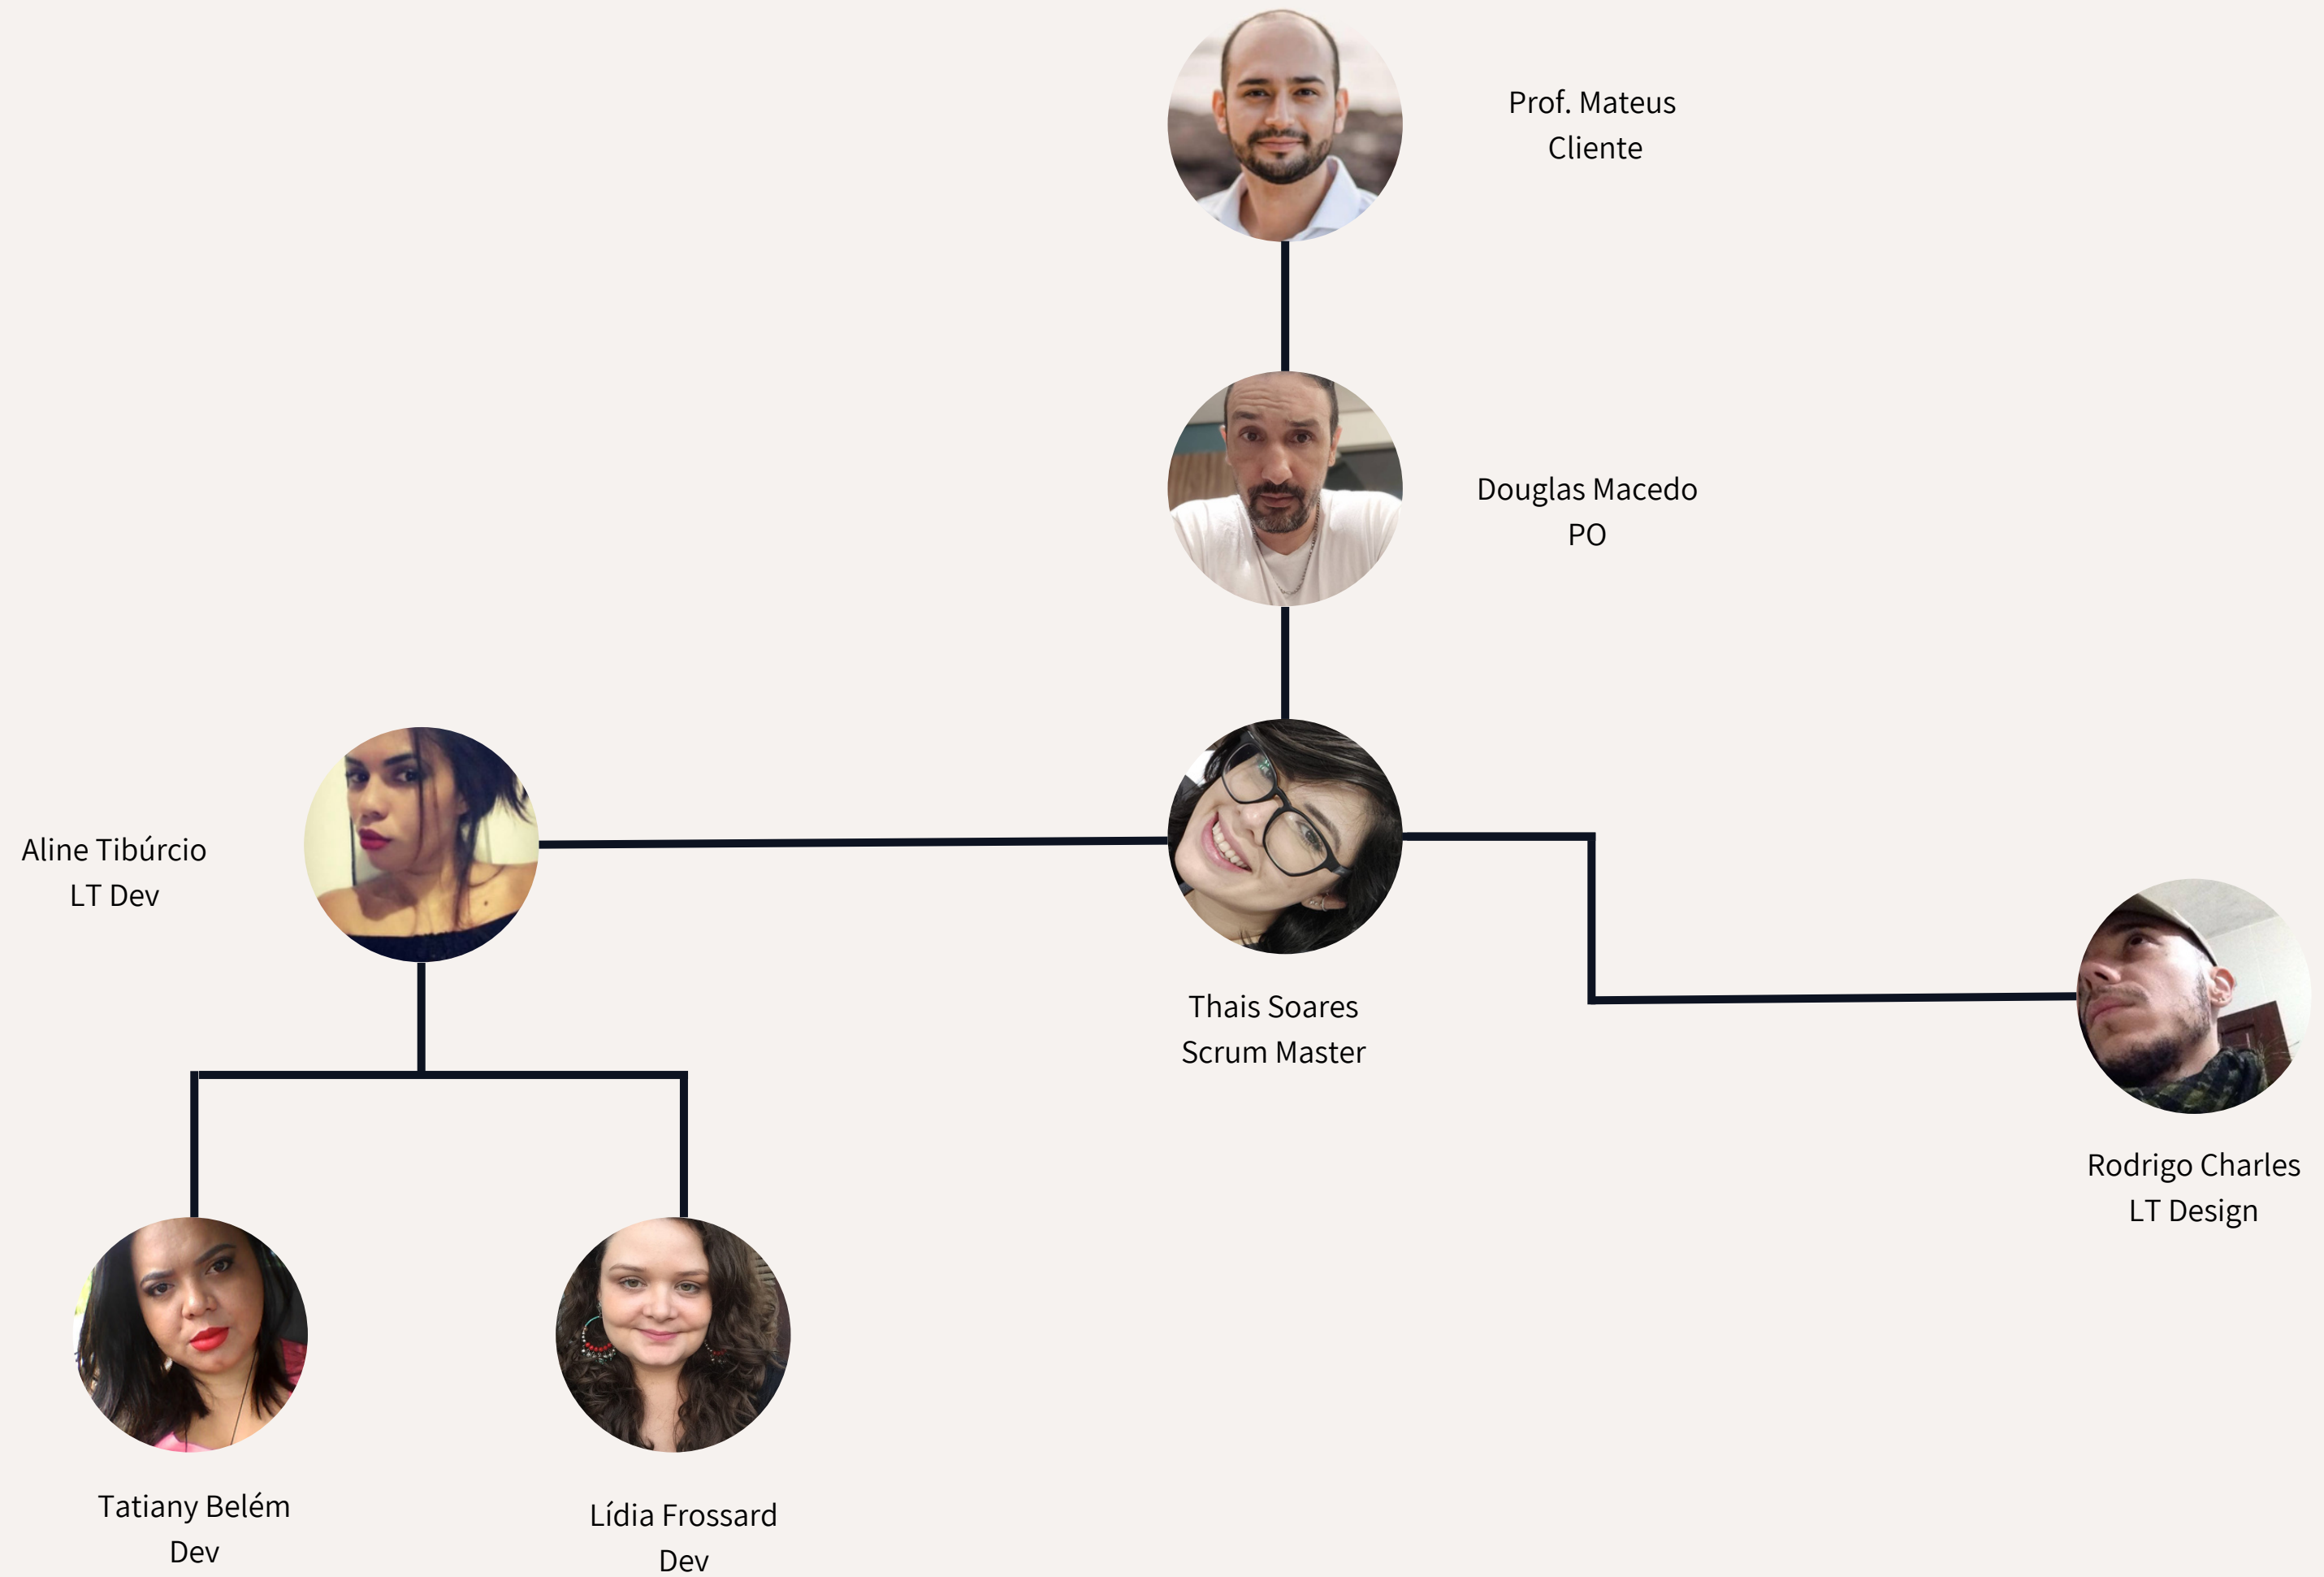 Prof. Mateus
Cliente
Douglas Macedo
PO
Aline Tibúrcio
LT Dev
Thais Soares
Scrum Master
Rodrigo Charles
LT Design
Tatiany Belém
Dev
Lídia Frossard
Dev